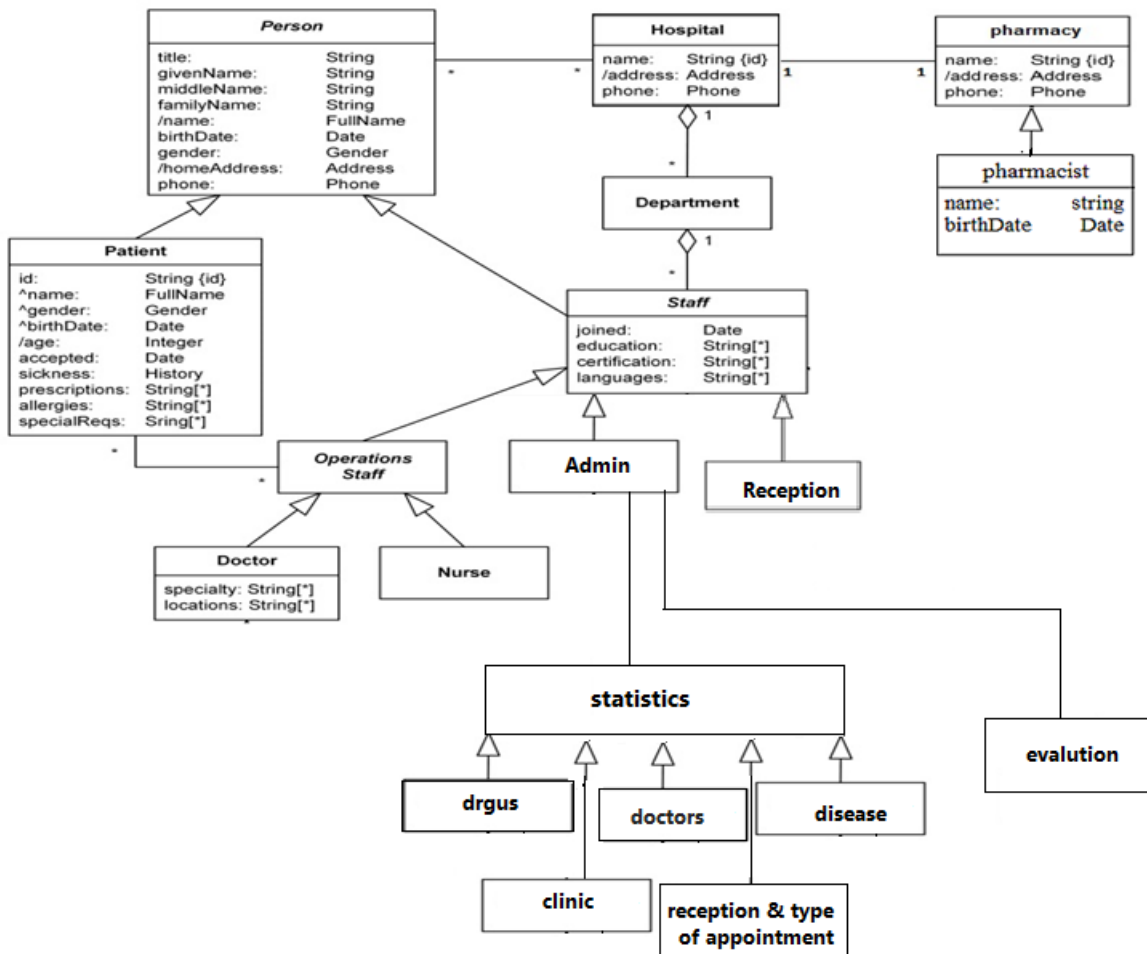 Person
title: String
givenName: String
middleName: String
familyName: String
/name: FullName
birthDate: Date
gender: Gender
/homeAddress: Address
phone: Phone
* *
Hospital
name: String {id}
/address: Address
phone: Phone
1 1
pharmacy
name: String {id}
/address: Address
phone: Phone
1
*
pharmacist
name: string
birthDate Date
Department
1
*
Patient
id: String {id}
^name: FullName
^gender: Gender
^birthDate: Date
/age: Integer
accepted: Date
sickness: History
prescriptions: String[*]
allergies: String[*]
specialReqs: Sring[*]
Staff
joined: Date
education: String[*]
certification: String[*]
languages: String[*]
* *
Operations
Staff
Admin
Reception
Doctor
specialty: String[*]
locations: String[*]
*
Nurse
statistics
evalution
drgus
doctors
disease
clinic
reception & type
of appointment